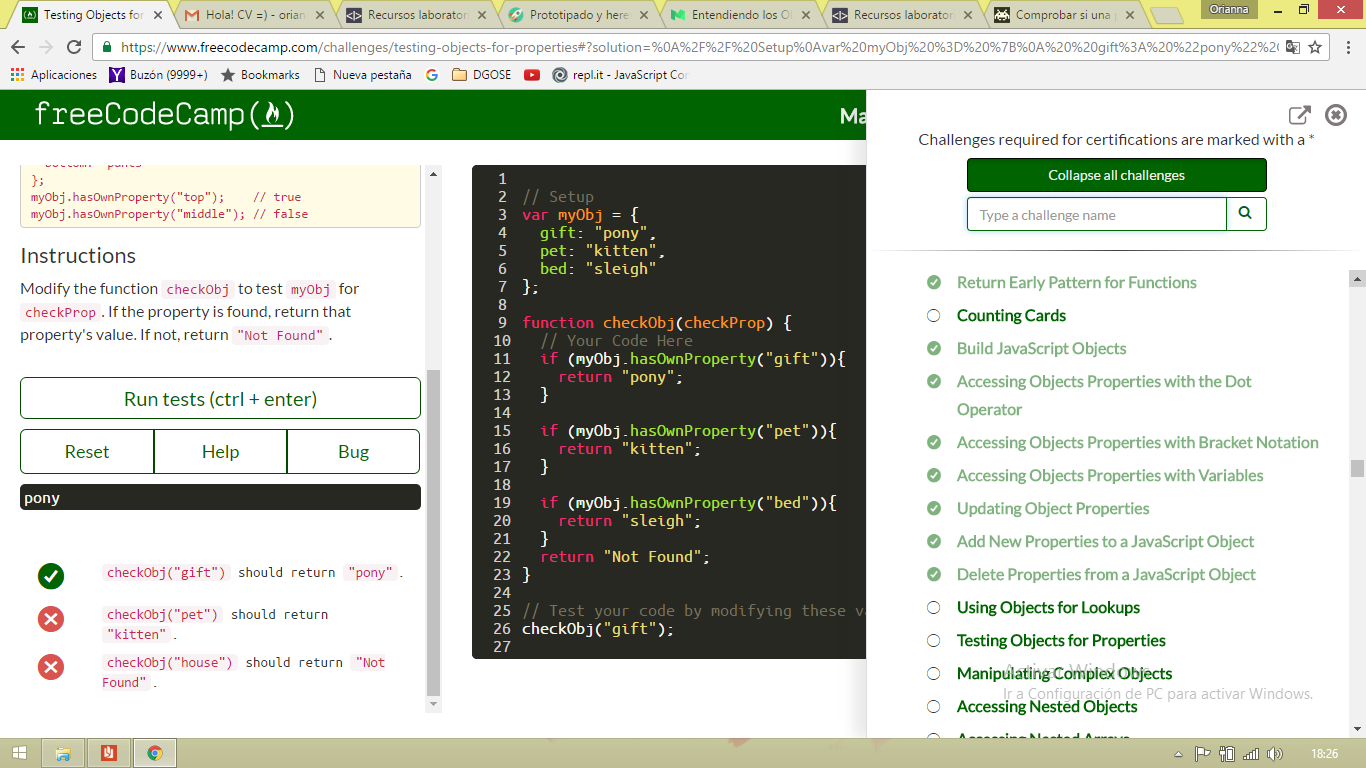 Testing Objects for
Hola! CV =) - orian
Recursos laborator
Prototipado y herr
Entendiendo los O
Recursos laborator
Comprobar si una
Orianna
https://www.freecodecamp.com/challenges/testing-objects-for-properties#?solution=%0A%2F%2F%20Setup%0Avar%20myObj%20%3D%20%7B%0A%20%20gift%3A%20%22pony%22%2
Aplicaciones
Buzón (9999+)
Bookmarks
Nueva pestaña
DGOSE
repl.it - JavaScript Co
freeCodeCamp
Ma
};
myObj.hasOwnProperty("top"); // true
myObj.hasOwnProperty("middle"); // false
Instructions
Modify the function checkObj to test myObj for
checkProp . If the property is found, return that
property's value. If not, return "Not Found" .
Run tests (ctrl + enter)
Reset
Help
Bug
pony
checkObj("gift") should return "pony" .
checkObj("pet") should return
"kitten" .
checkObj("house") should return "Not
Found" .
1
2 // Setup
3 var myObj = {
4 gift: "pony",
5 pet: "kitten",
6 bed: "sleigh"
7 };
8
9 function checkObj(checkProp) {
10 // Your Code Here
11 if (myObj.hasOwnProperty("gift")){
12 return "pony";
13 }
14
15 if (myObj.hasOwnProperty("pet")){
16 return "kitten";
17 }
18
19 if (myObj.hasOwnProperty("bed")){
20 return "sleigh";
21 }
22 return "Not Found";
23 }
24
25 // Test your code by modifying these va
26 checkObj("gift");
27
Challenges required for certifications are marked with a *
Collapse all challenges
Type a challenge name
Return Early Pattern for Functions
Counting Cards
Build JavaScript Objects
Accessing Objects Properties with the Dot
Operator
Accessing Objects Properties with Bracket Notation
Accessing Objects Properties with Variables
Updating Object Properties
Add New Properties to a JavaScript Object
Delete Properties from a JavaScript Object
Using Objects for Lookups
Testing Objects for Properties
Manipulating Complex Objects
Accessing Nested Objects
Accessing Nested Arrays
Activar Windows
Ir a Configuración de PC para activar Windows.
18:26